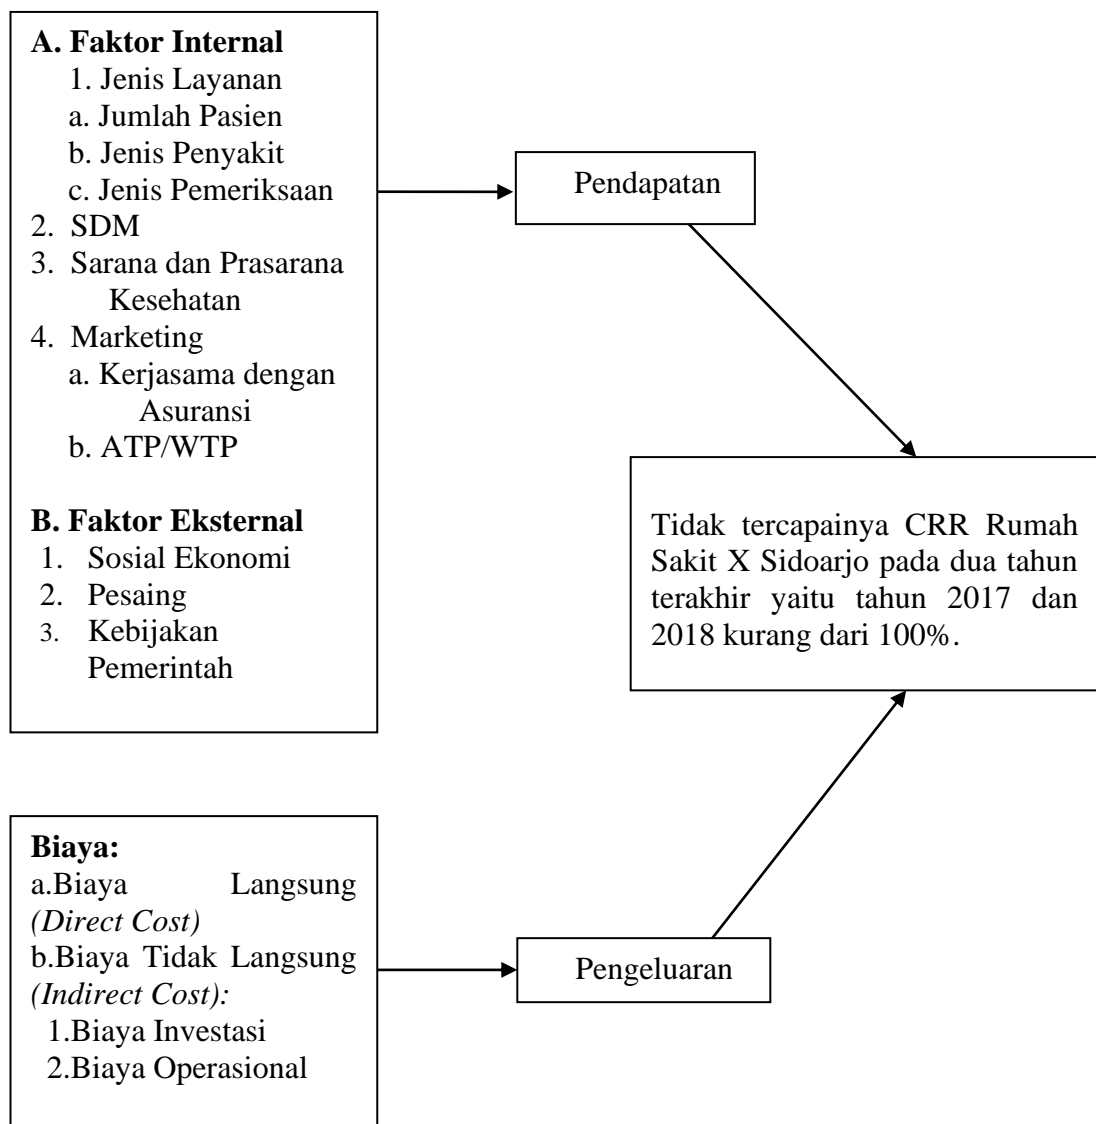 A. Faktor Internal
1. Jenis Layanan
a. Jumlah Pasien
b. Jenis Penyakit
c. Jenis Pemeriksaan
2. SDM
3. Sarana dan Prasarana
Kesehatan
4. Marketing
a. Kerjasama dengan
Asuransi
b. ATP/WTP
B. Faktor Eksternal
1. Sosial Ekonomi
2. Pesaing
3. Kebijakan
Pemerintah
Pendapatan
Tidak tercapainya CRR Rumah
Sakit X Sidoarjo pada dua tahun
terakhir yaitu tahun 2017 dan
2018 kurang dari 100%.
Biaya:
a.Biaya Langsung
(Direct Cost)
b.Biaya Tidak Langsung
(Indirect Cost):
1.Biaya Investasi
2.Biaya Operasional
Pengeluaran